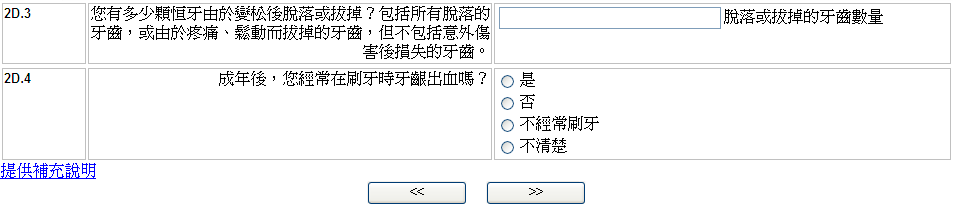 2D.3
您有多少顆恒牙由於變松後脫落或拔掉？包括所有脫落的
牙齒，或由於疼痛、鬆動而拔掉的牙齒，但不包括意外傷
害後損失的牙齒。
脫落或拔掉的牙齒數量
2D.4
成年後，您經常在刷牙時牙齦出血嗎？
是
否
不經常刷牙
不清楚
提供補充說明
<<
>>